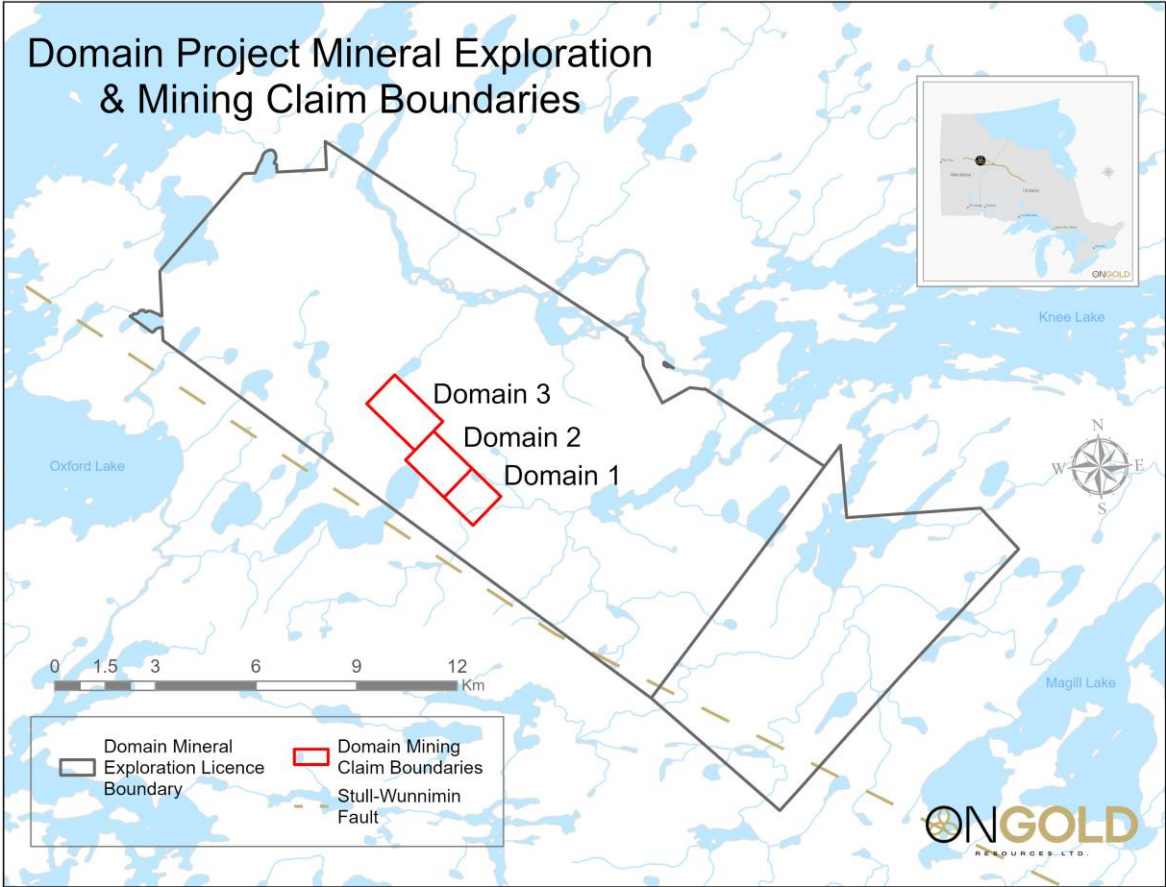 Domain Project Mineral Exploration
& Mining Claim Boundaries
Manitoba
Ontario
ONGOLD
Knee Lake
Domain 3
Domain 2
Domain 1
Oxford Lake
N
W E
S
0 1.5 3 6 9 12
Km
Magill Lake
Domain Mineral
Exploration Licence
Boundary
Domain Mining
Claim Boundaries
Stull-Wunnimin
Fault
ONGOLD
RESOURCES LTD.